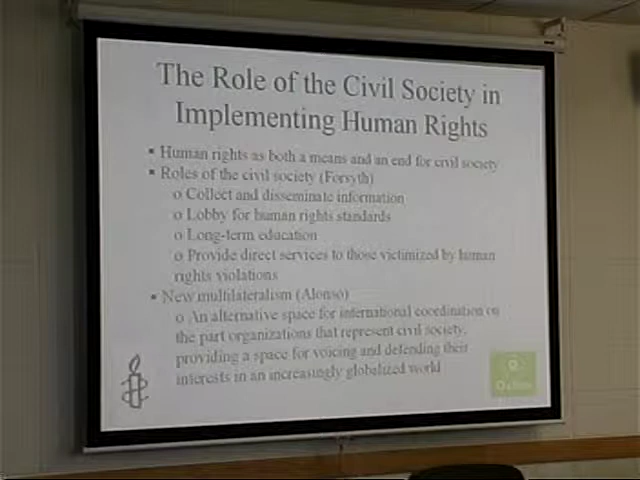 The Role of the Civil Society in
Implementing Human Rights
▪ Human rights as both a means and an end for civil society
▪ Roles of the civil society (Forsyth)
o Collect and disseminate information
o Lobby for human rights standards
o Long-term education
o Provide direct services to those victimized by human
rights violations
▪ New multilateralism (Alonso)
o An alternative space for international coordination on
the part organizations that represent civil society,
providing a space for voicing and defending their
interests in an increasingly globalized world